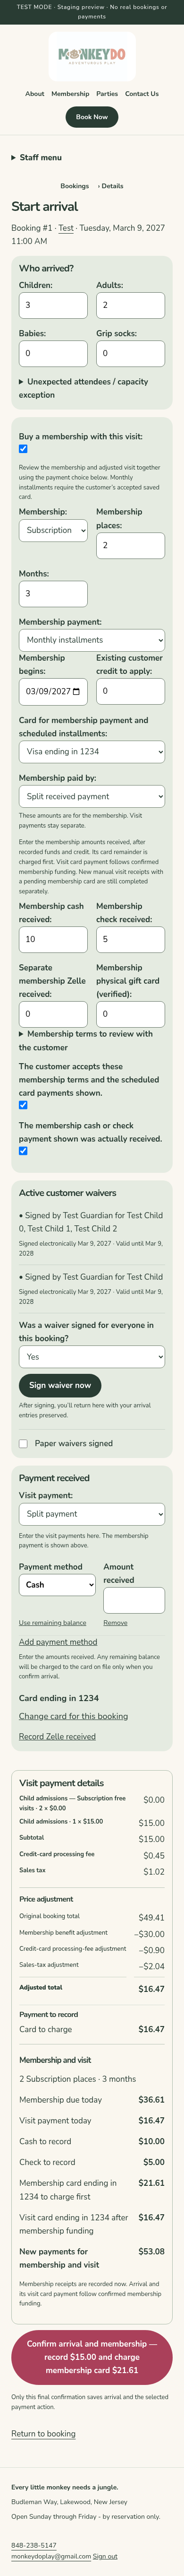 TEST MODE · Staging preview · No real bookings or
payments
MONKEYDO
ADVENTUROUS PLAY
About Membership Parties Contact Us
Book Now
▶ Staff menu
Bookings › Details
Start arrival
Booking #1 · Test · Tuesday, March 9, 2027
11:00 AM
Who arrived?
Children: Adults:
3 2
Babies: Grip socks:
0 0
▶ Unexpected attendees / capacity
exception
Buy a membership with this visit:
Review the membership and adjusted visit together
using the payment choice below. Monthly
installments require the customer's accepted saved
card.
Membership: Membership
places:
Subscription 2
Months:
3
Membership payment:
Monthly installments
Membership
begins:
Existing customer
credit to apply:
03/09/2027 0
Card for membership payment and
scheduled installments:
Visa ending in 1234
Membership paid by:
Split received payment
These amounts are for the membership. Visit
payments stay separate.
Enter the membership amounts received, after
recorded funds and credit. Its card remainder is
charged first. Visit card payment follows confirmed
membership funding. New manual visit receipts with
a pending membership card are still completed
separately.
Membership cash
received:
Membership
check received:
10 5
Separate
membership Zelle
received:
Membership
physical gift card
(verified):
0 0
▶ Membership terms to review with
the customer
The customer accepts these
membership terms and the scheduled
card payments shown.
The membership cash or check
payment shown was actually received.
Active customer waivers
• Signed by Test Guardian for Test Child
0, Test Child 1, Test Child 2
Signed electronically Mar 9, 2027 · Valid until Mar 9,
2028
• Signed by Test Guardian for Test Child
Signed electronically Mar 9, 2027 · Valid until Mar 9,
2028
Was a waiver signed for everyone in
this booking?
Yes
Sign waiver now
After signing, you'll return here with your arrival
entries preserved.
Paper waivers signed
Payment received
Visit payment:
Split payment
Enter the visit payments here. The membership
payment is shown above.
Payment method Amount
received
Cash
Use remaining balance Remove
Add payment method
Enter the amounts received. Any remaining balance
will be charged to the card on file only when you
confirm arrival.
Card ending in 1234
Change card for this booking
Record Zelle received
Visit payment details
Child admissions — Subscription free
visits · 2 × $0.00 $0.00
Child admissions · 1 × $15.00 $15.00
Subtotal $15.00
Credit-card processing fee $0.45
Sales tax $1.02
Price adjustment
Original booking total $49.41
Membership benefit adjustment −$30.00
Credit-card processing-fee adjustment −$0.90
Sales-tax adjustment −$2.04
Adjusted total $16.47
Payment to record
Card to charge $16.47
Membership and visit
2 Subscription places · 3 months
Membership due today $36.61
Visit payment today $16.47
Cash to record $10.00
Check to record $5.00
Membership card ending in $21.61
1234 to charge first
Visit card ending in 1234 after $16.47
membership funding
New payments for $53.08
membership and visit
Membership receipts are recorded now. Arrival and
its visit card payment follow confirmed membership
funding.
Confirm arrival and membership —
record $15.00 and charge
membership card $21.61
Only this final confirmation saves arrival and the selected
payment action.
Return to booking
Every little monkey needs a jungle.
Budleman Way, Lakewood, New Jersey
Open Sunday through Friday - by reservation only.
848-238-5147
monkeydoplay@gmail.com Sign out